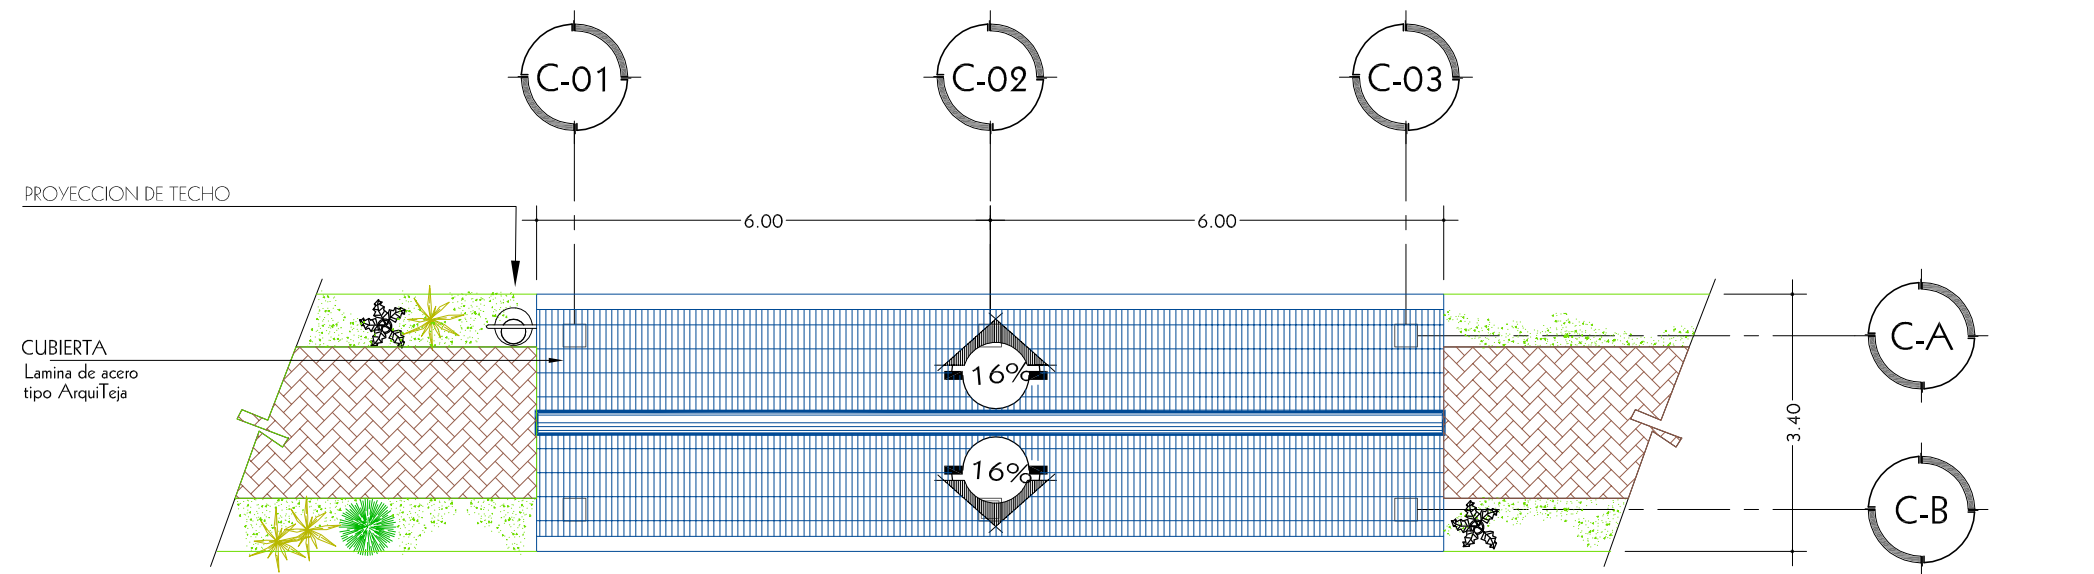 C-01
C-02
C-03
PROYECCION DE TECHO
6.00
6.00
CUBIERTA
Lamina de acero
tipo ArquiTeja
16%
16%
C-A
3.40
C-B